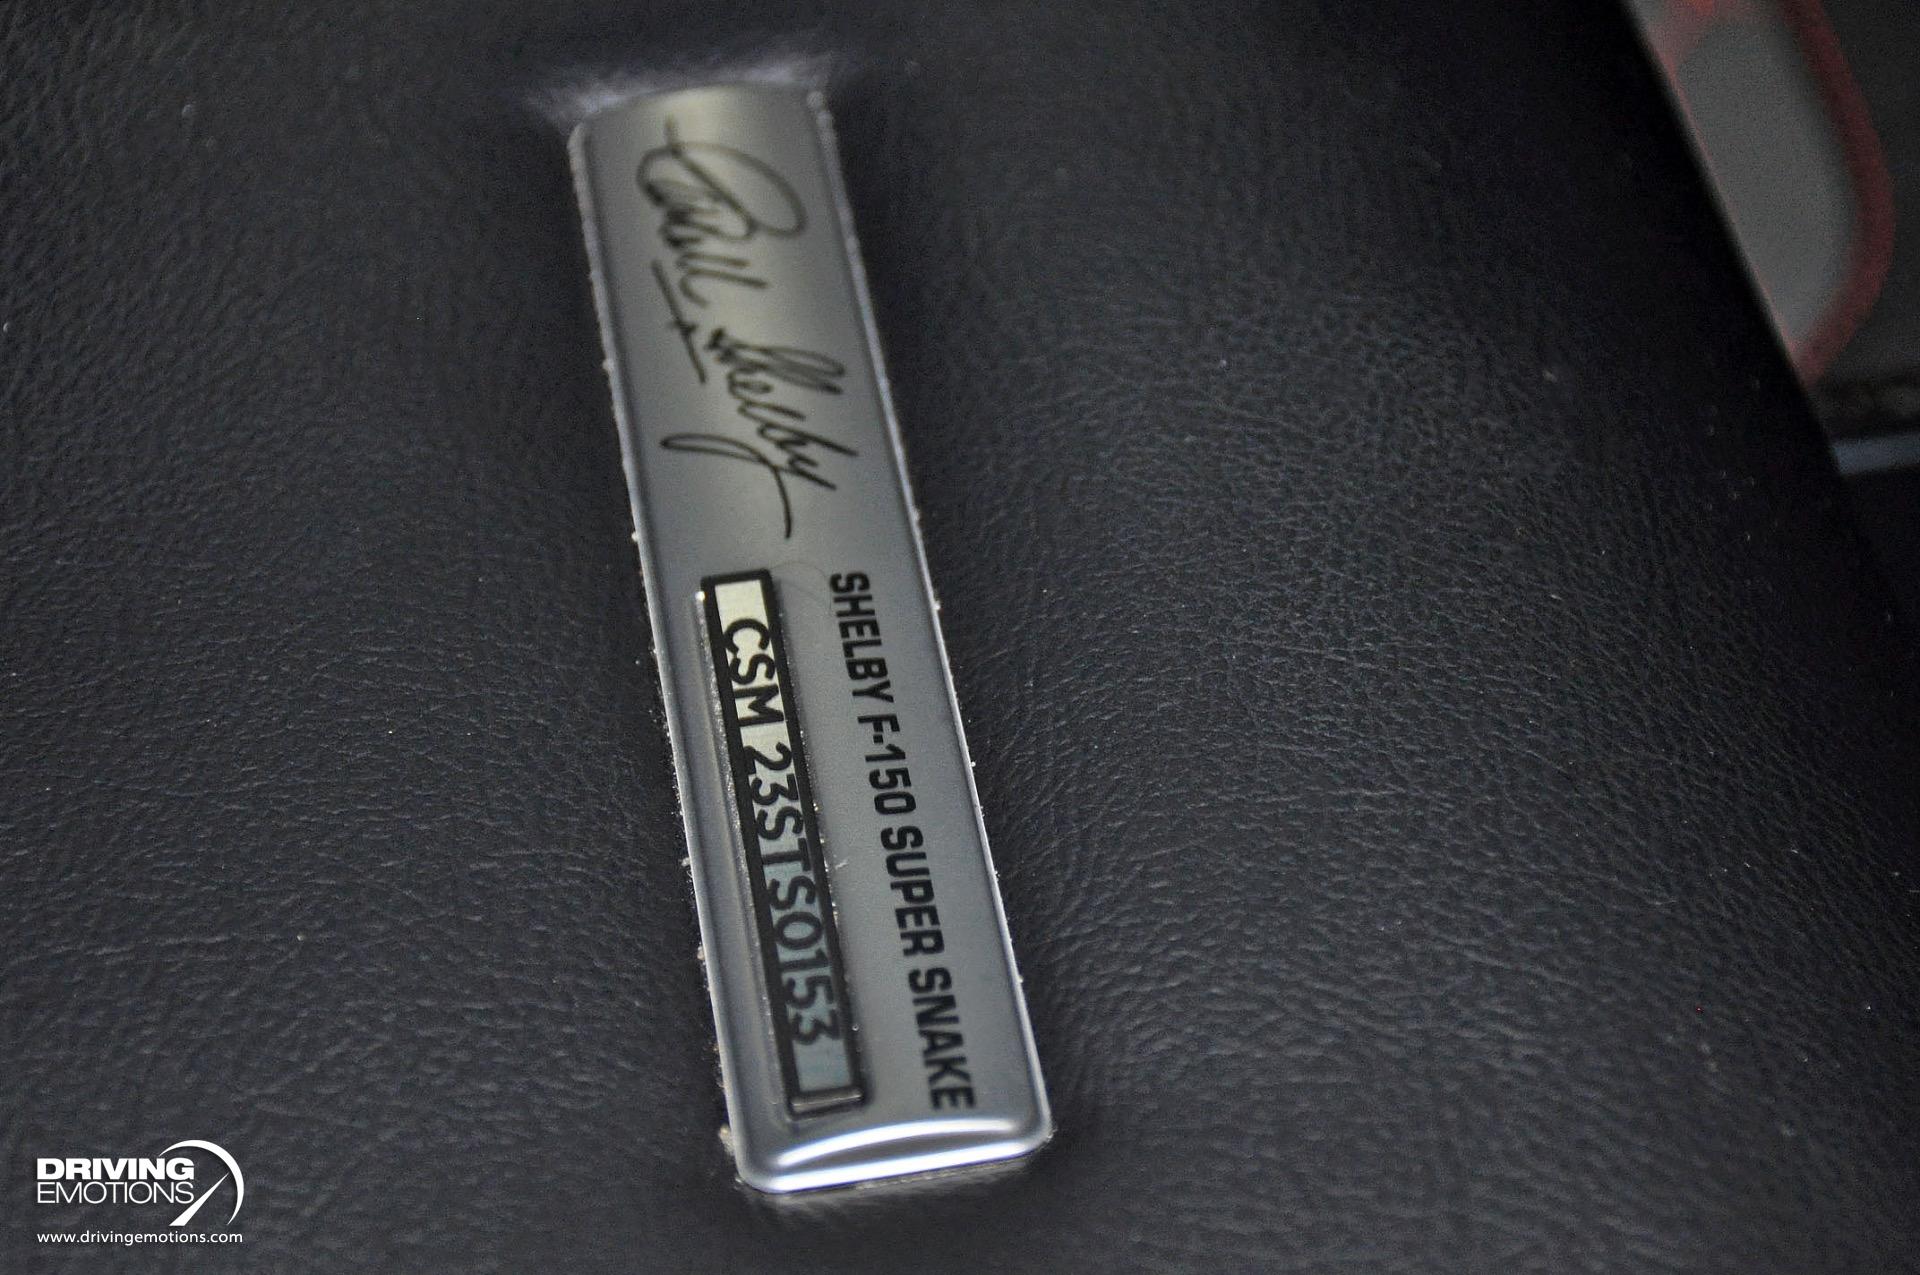 Carroll Shelby
SHELBY F-150 SUPER SNAKE
CSM 23STS0153
DRIVING
EMOTIONS
www.drivingemotions.com